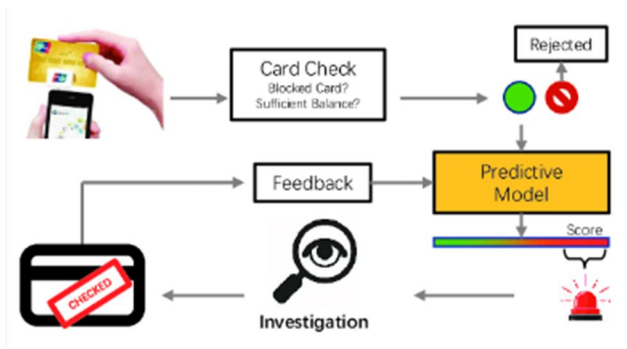 Rejected
Card Check
Blocked Card?
Sufficient Balance?
Predictive
Model
Feedback
Score
CHECKED
Investigation